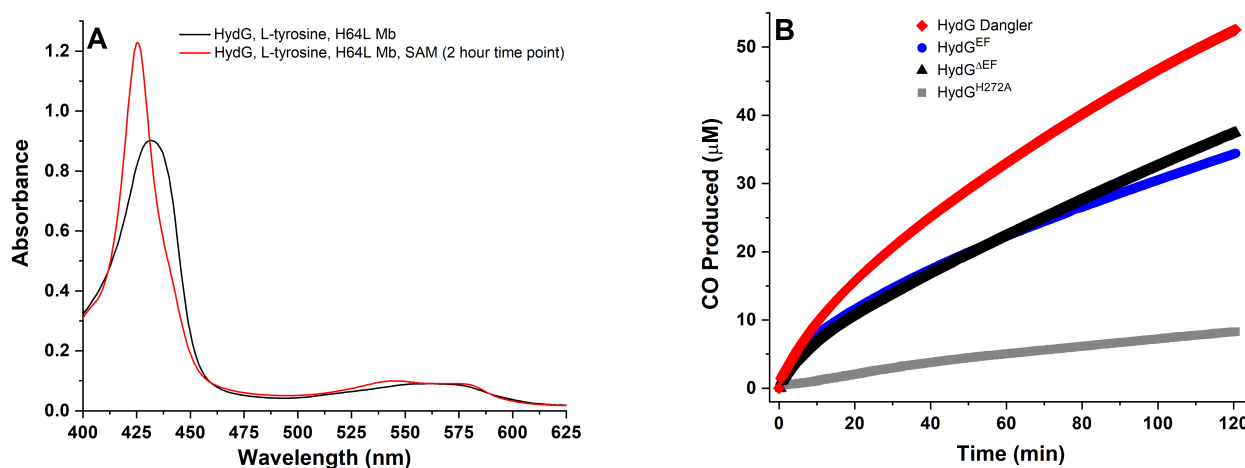 A
HydG, L-tyrosine, H64L Mb
HydG, L-tyrosine, H64L Mb, SAM (2 hour time point)
Absorbance
1.2
1.0
0.8
0.6
0.4
0.2
0.0
400 425 450 475 500 525 550 575 600 625
Wavelength (nm)
B
HydG Dangler
HydG^EF
HydG^ΔEF
HydG^H272A
CO Produced (μM)
50
40
30
20
10
0
0 20 40 60 80 100 120
Time (min)